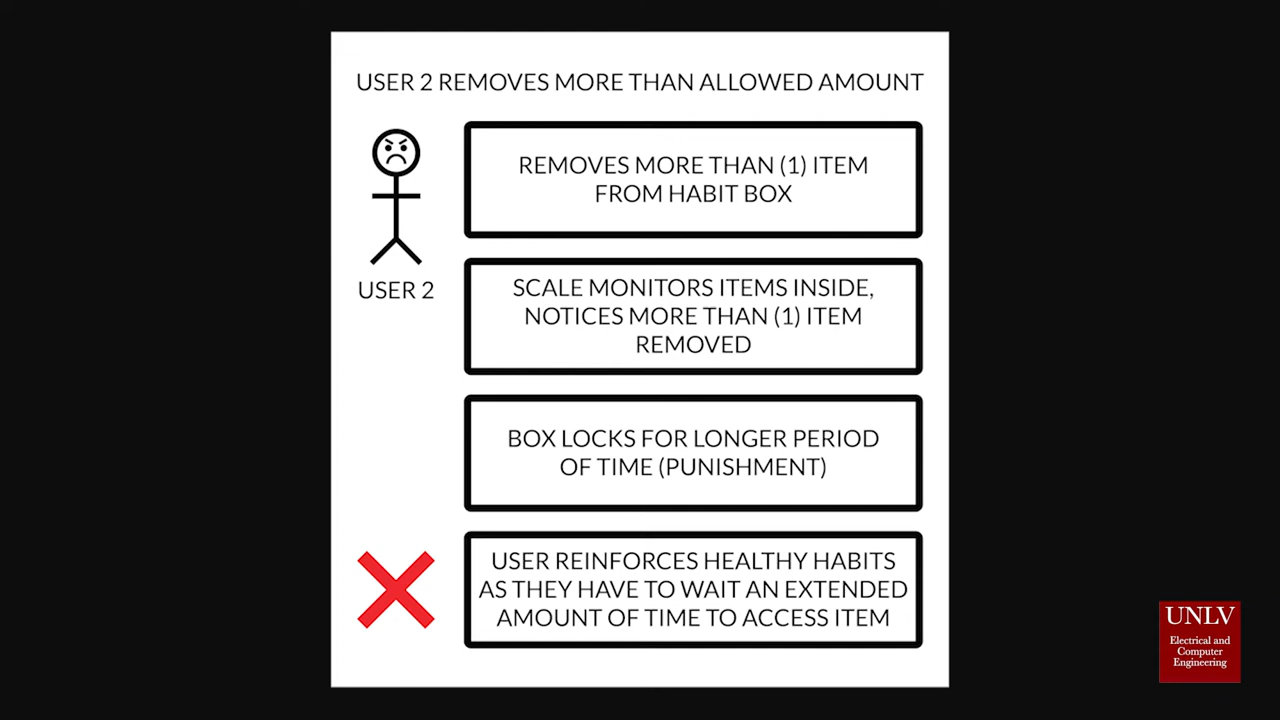 USER 2 REMOVES MORE THAN ALLOWED AMOUNT
REMOVES MORE THAN (1) ITEM
FROM HABIT BOX
USER 2
SCALE MONITORS ITEMS INSIDE,
NOTICES MORE THAN (1) ITEM
REMOVED
BOX LOCKS FOR LONGER PERIOD
OF TIME (PUNISHMENT)
USER REINFORCES HEALTHY HABITS
AS THEY HAVE TO WAIT AN EXTENDED
AMOUNT OF TIME TO ACCESS ITEM
UNLV
Electrical and
Computer
Engineering